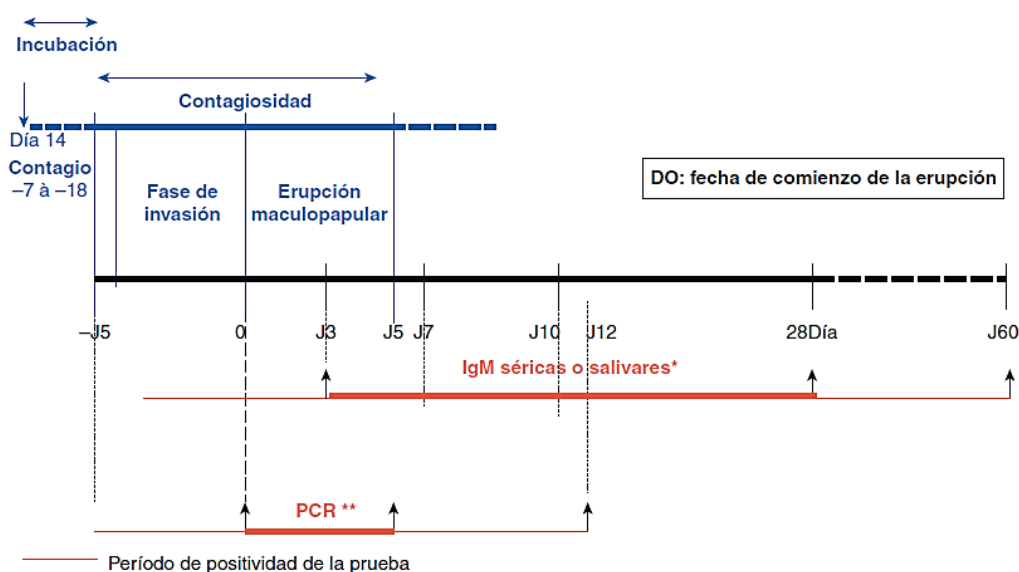 Incubación
Contagiosidad
Día 14
Contagio
–7 à –18
Fase de
invasión
Erupción
maculopapular
DO: fecha de comienzo de la erupción
–J5
0
J3
J5
J7
J10
J12
28Día
J60
IgM séricas o salivares*
PCR **
Período de positividad de la prueba